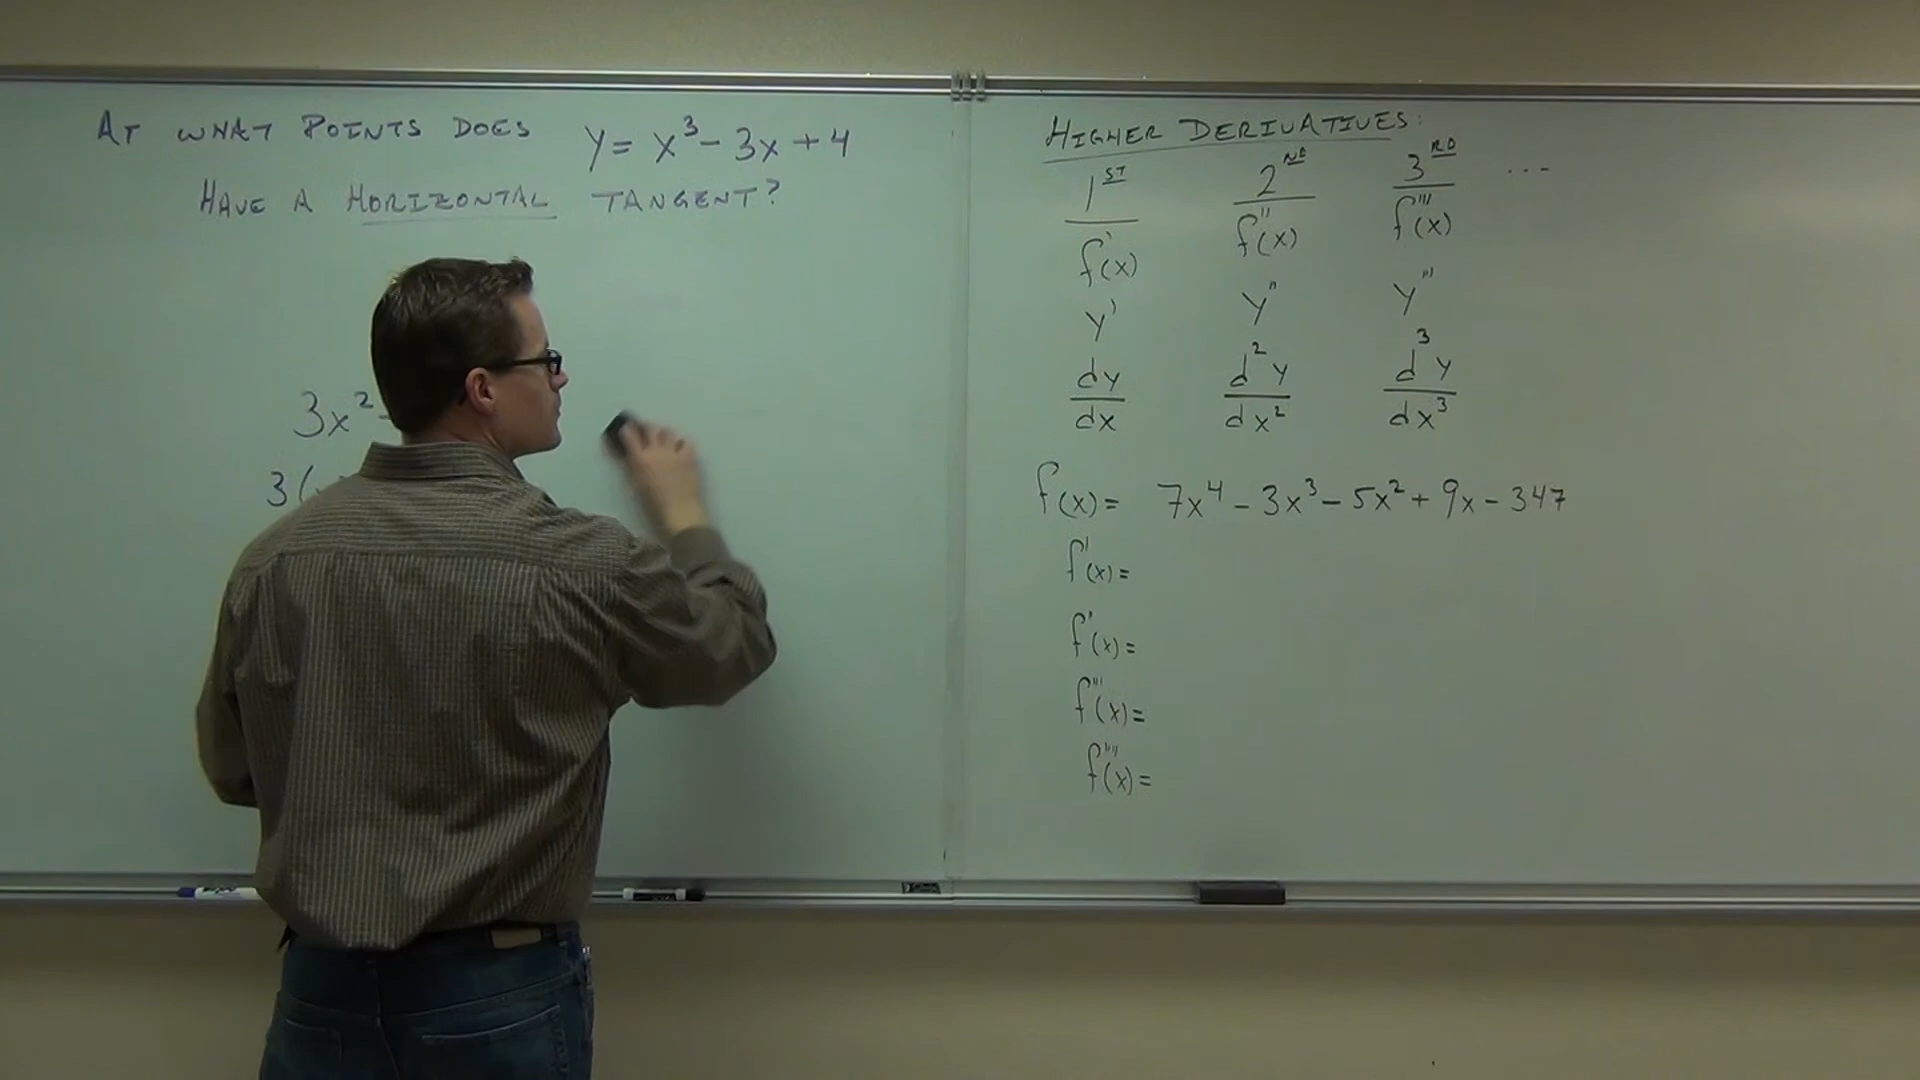 AT WHAT POINTS DOES y = x³ - 3x + 4
HAVE A HORIZONTAL TANGENT?
3x² -
3(
HIGHER DERIVATIVES:
1ST 2ND 3RD ...
f'(x) f''(x) f'''(x)
y' y'' y'''
dy/dx d²y/dx² d³y/dx³
f(x) = 7x⁴ - 3x³ - 5x² + 9x - 347
f'(x) =
f''(x) =
f'''(x) =
f''''(x) =